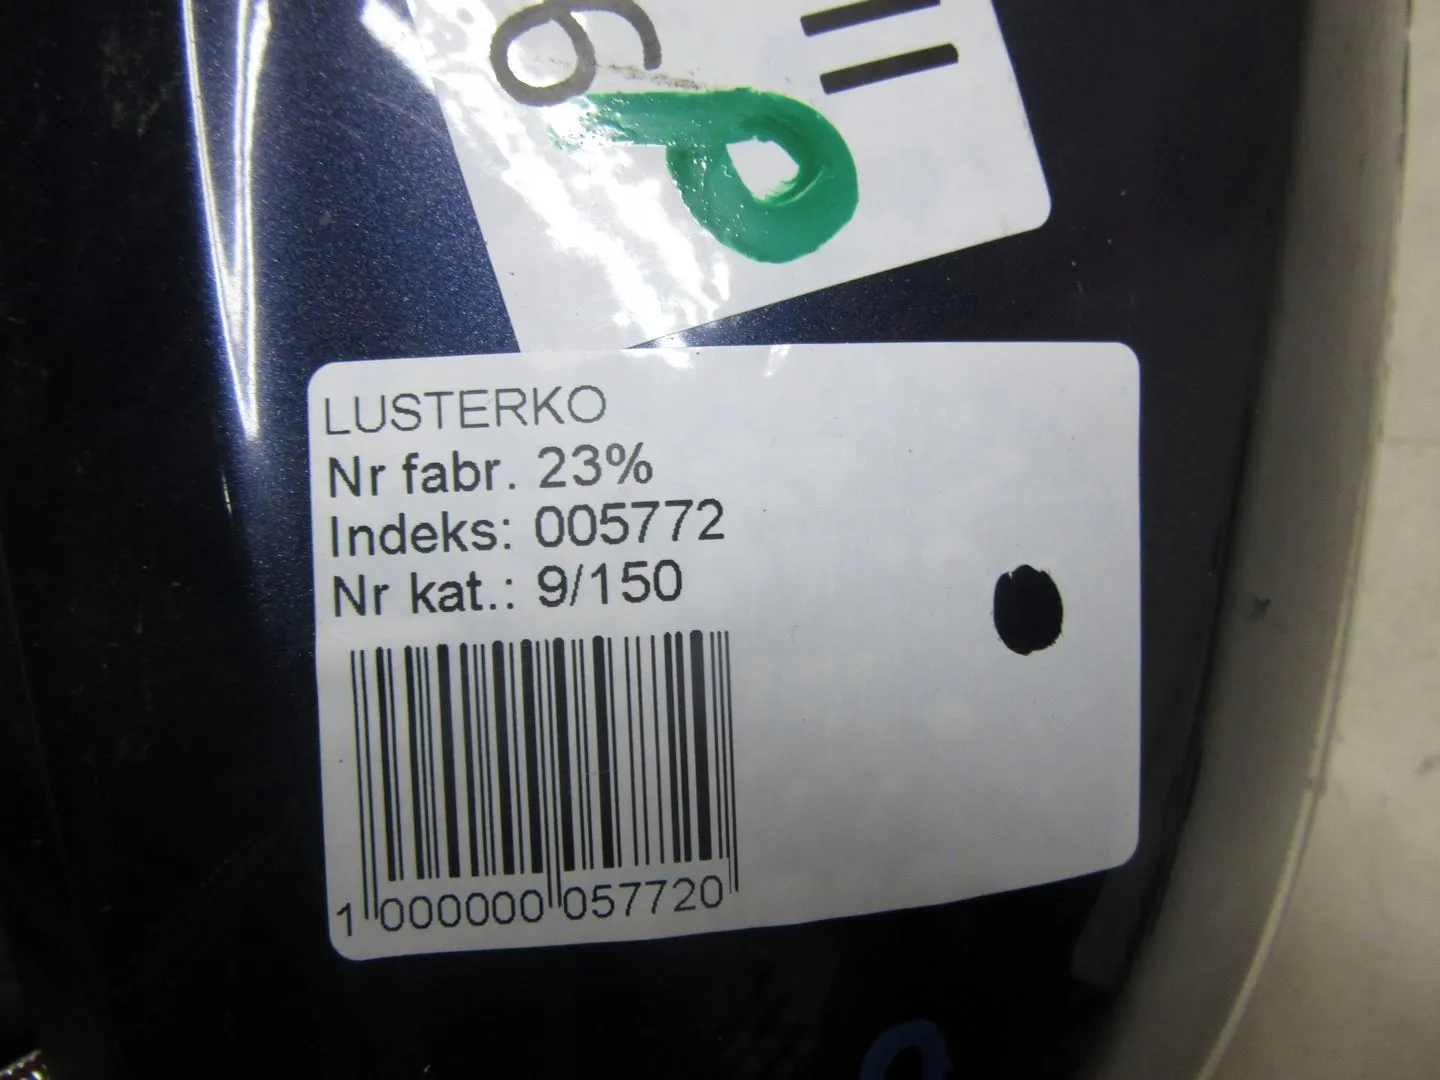 LUSTERKO
Nr fabr. 23%
Indeks: 005772
Nr kat.: 9/150
1 000000 057720